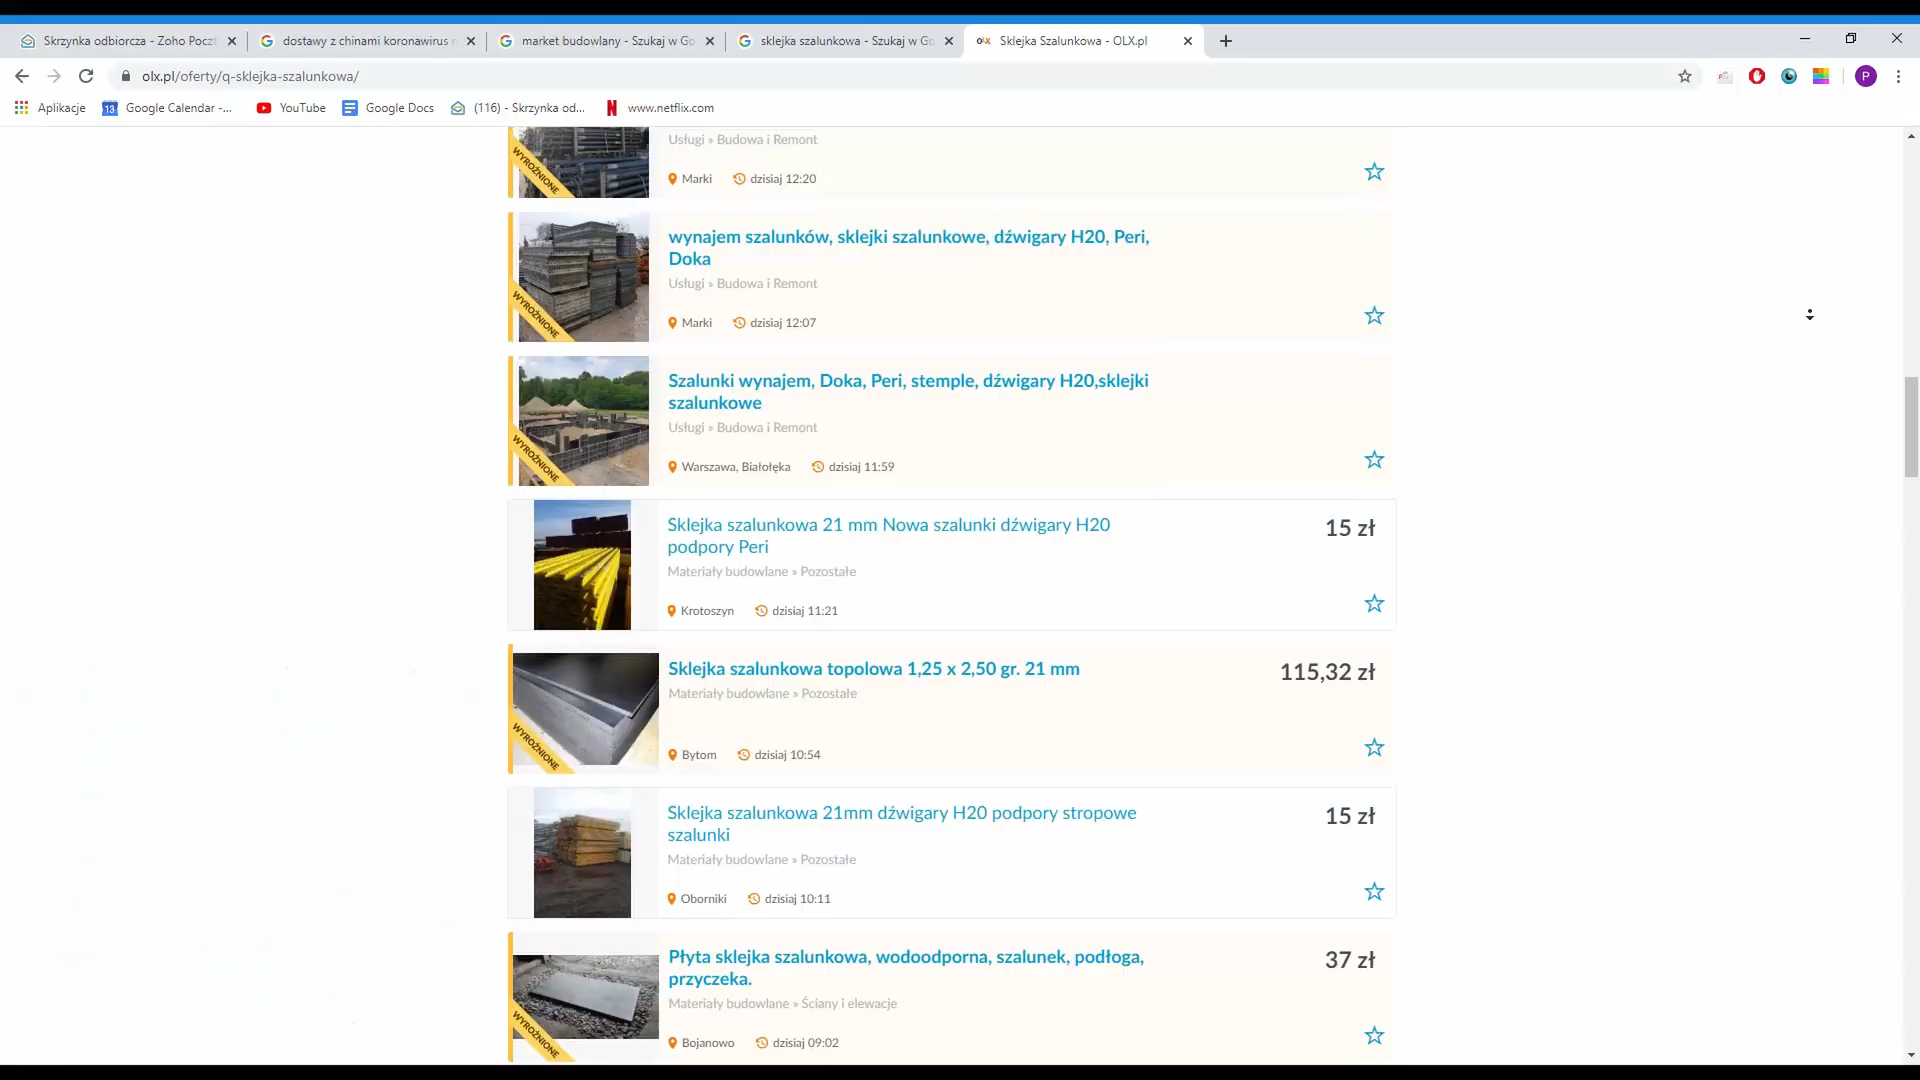 Skrzynka odbiorcza - Zoho Poczt
dostawy z chinami koronawirus
market budowlany - Szukaj w Go
sklejka szalunkowa - Szukaj w Go
OLX Sklejka Szalunkowa - OLX.pl
olx.pl/oferty/q-sklejka-szalunkowa/
P
Aplikacje
13 Google Calendar -...
YouTube
Google Docs
(116) - Skrzynka od...
N www.netflix.com
Usługi » Budowa i Remont
WYRÓŻNIONE
Marki dzisiaj 12:20
wynajem szalunków, sklejki szalunkowe, dźwigary H20, Peri,
Doka
Usługi » Budowa i Remont
WYRÓŻNIONE
Marki dzisiaj 12:07
Szalunki wynajem, Doka, Peri, stemple, dźwigary H20,sklejki
szalunkowe
Usługi » Budowa i Remont
WYRÓŻNIONE
Warszawa, Białołęka dzisiaj 11:59
Sklejka szalunkowa 21 mm Nowa szalunki dźwigary H20
podpory Peri
15 zł
Materiały budowlane » Pozostałe
Krotoszyn dzisiaj 11:21
Sklejka szalunkowa topolowa 1,25 x 2,50 gr. 21 mm
115,32 zł
Materiały budowlane » Pozostałe
WYRÓŻNIONE
Bytom dzisiaj 10:54
Sklejka szalunkowa 21mm dźwigary H20 podpory stropowe
szalunki
15 zł
Materiały budowlane » Pozostałe
Oborniki dzisiaj 10:11
Płyta sklejka szalunkowa, wodoodporna, szalunek, podłoga,
przyczeka.
37 zł
Materiały budowlane » Ściany i elewacje
WYRÓŻNIONE
Bojanowo dzisiaj 09:02